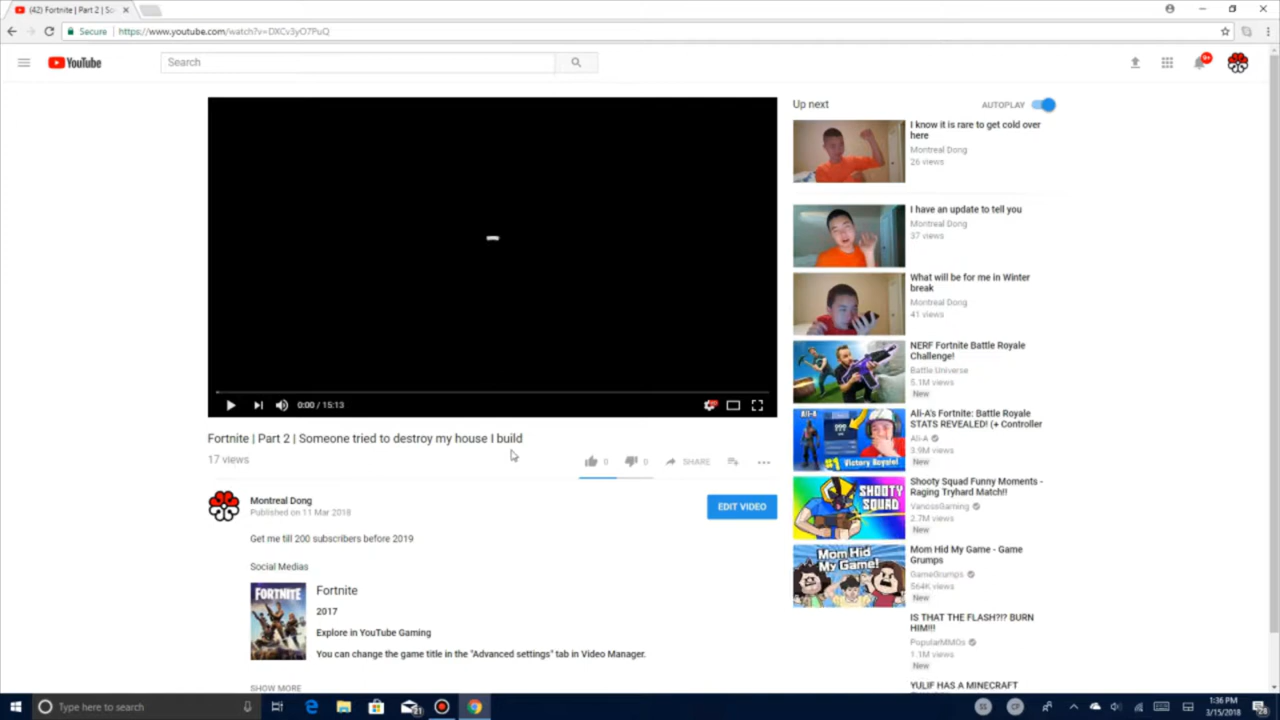 (42) Fortnite | Part 2 | So
Secure
https://www.youtube.com/watch?v=DXCv3yO7PuQ
YouTube
Search
9+
Up next
AUTOPLAY
I know it is rare to get cold over
here
Montreal Dong
26 views
I have an update to tell you
Montreal Dong
37 views
What will be for me in Winter
break
Montreal Dong
41 views
NERF Fortnite Battle Royale
Challenge!
Battle Universe
5.1M views
New
ALI-A
#1 Victory Royale!
Ali-A's Fortnite: Battle Royale
STATS REVEALED! (+ Controller
Ali-A
3.9M views
New
SHOOTY
SQUAD
Shooty Squad Funny Moments -
Raging Tryhard Match!!
VanossGaming
2.7M views
New
Mom Hid
My Game!
Mom Hid My Game - Game
Grumps
GameGrumps
564K views
New
IS THAT THE FLASH?!? BURN
HIM!!!
PopularMMOs
1.1M views
New
YULIF HAS A MINECRAFT
0:00 / 15:13
Fortnite | Part 2 | Someone tried to destroy my house I build
17 views
0
0
SHARE
Montreal Dong
Published on 11 Mar 2018
EDIT VIDEO
Get me till 200 subscribers before 2019
Social Medias
FORTNITE
Fortnite
2017
Explore in YouTube Gaming
You can change the game title in the "Advanced settings" tab in Video Manager.
SHOW MORE
Type here to search
SS
CP
1:36 PM
3/15/2018